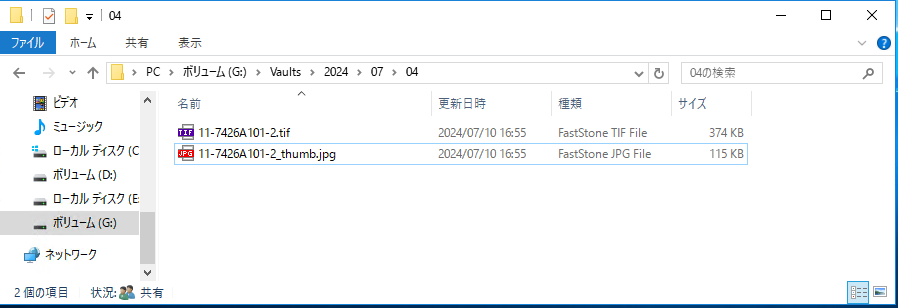 04
ファイル ホーム 共有 表示
PC ボリューム (G:) Vaults 2024 07 04 04の検索
名前 更新日時 種類 サイズ
ビデオ
ミュージック
ローカル ディスク (C
ボリューム (D:)
ローカル ディスク (E:
ボリューム (G:)
ネットワーク
TIF 11-7426A101-2.tif 2024/07/10 16:55 FastStone TIF File 374 KB
JPG 11-7426A101-2_thumb.jpg 2024/07/10 16:55 FastStone JPG File 115 KB
2 個の項目 状況: 共有